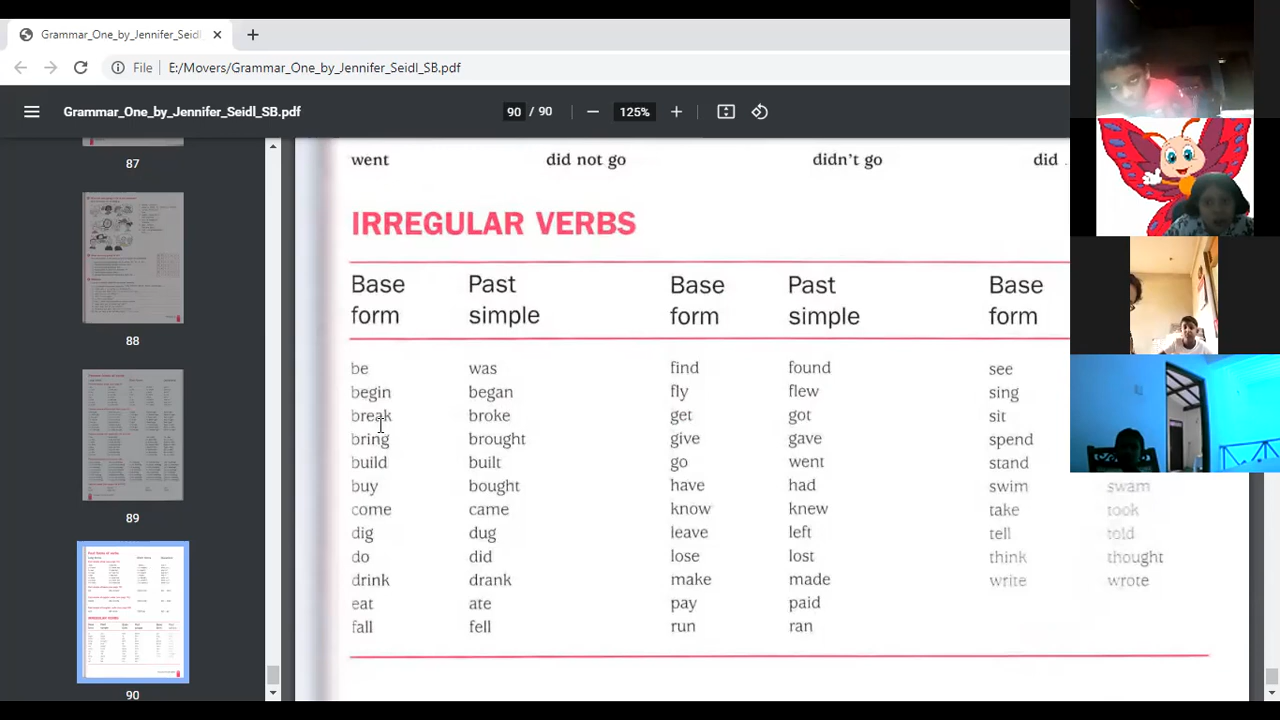 Grammar_One_by_Jennifer_Seidl
File E:/Movers/Grammar_One_by_Jennifer_Seidl_SB.pdf
Grammar_One_by_Jennifer_Seidl_SB.pdf 90 / 90 125%
87
88
89
90
went did not go didn't go did
IRREGULAR VERBS
Base form Past simple Base form Past simple Base form
be was find found see
begin began fly flew sing
break broke get got sit
bring brought give gave spend
build built go went stand
buy bought have had swim swam
come came know knew take took
dig dug leave left tell told
did lose lost think thought
drink drank make made write wrote
ate pay paid
fall fell run ran